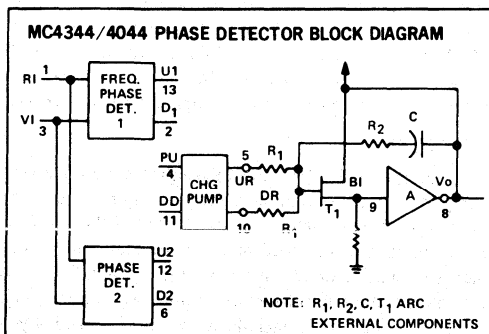 MC4344/4044 PHASE DETECTOR BLOCK DIAGRAM
RI 1
VI 3
FREQ. PHASE DET. 1
U1
13
D1
2
PU
4
DD
11
CHG PUMP
5
UR
R1
DR
10
R1
R2
C
T1
BI
9
A
Vo
8
PHASE DET. 2
U2
12
D2
6
NOTE: R1, R2, C, T1 ARC
EXTERNAL COMPONENTS